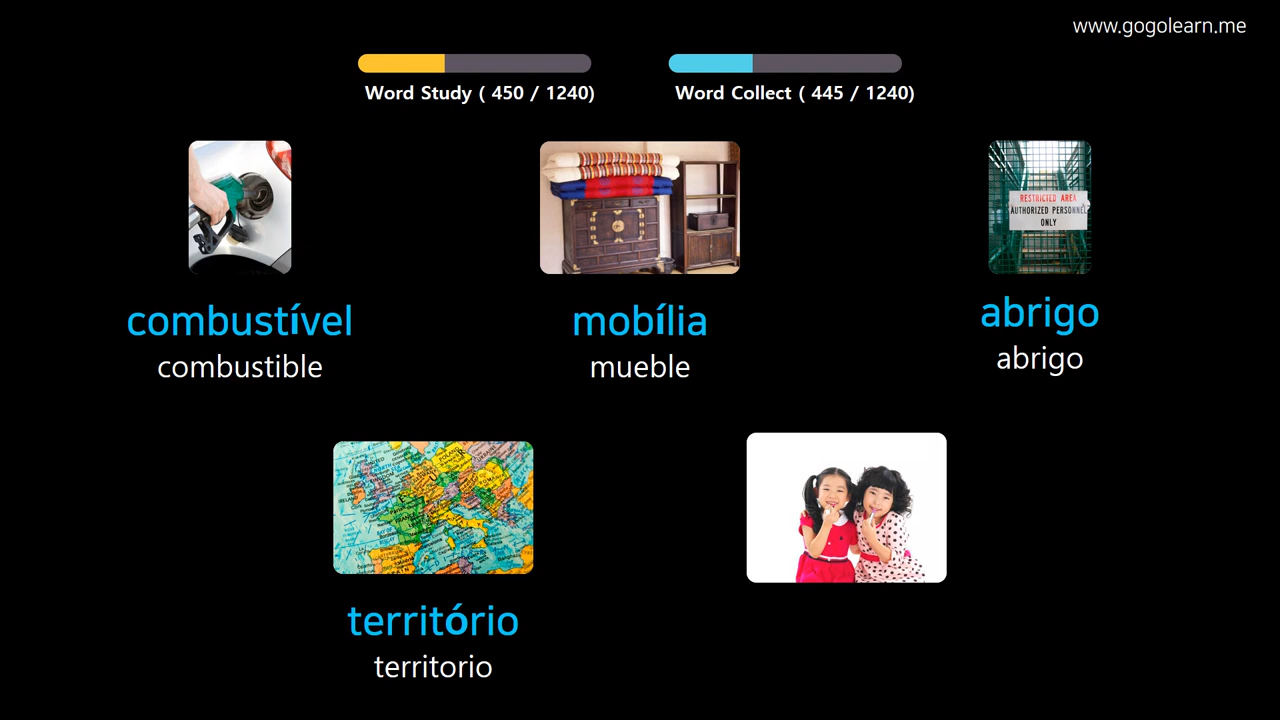 www.gogolearn.me
Word Study ( 450 / 1240)
Word Collect ( 445 / 1240)
RESTRICTED AREA
AUTHORIZED PERSONNEL
ONLY
combustível
combustible
mobília
mueble
abrigo
abrigo
POLAND
território
territorio